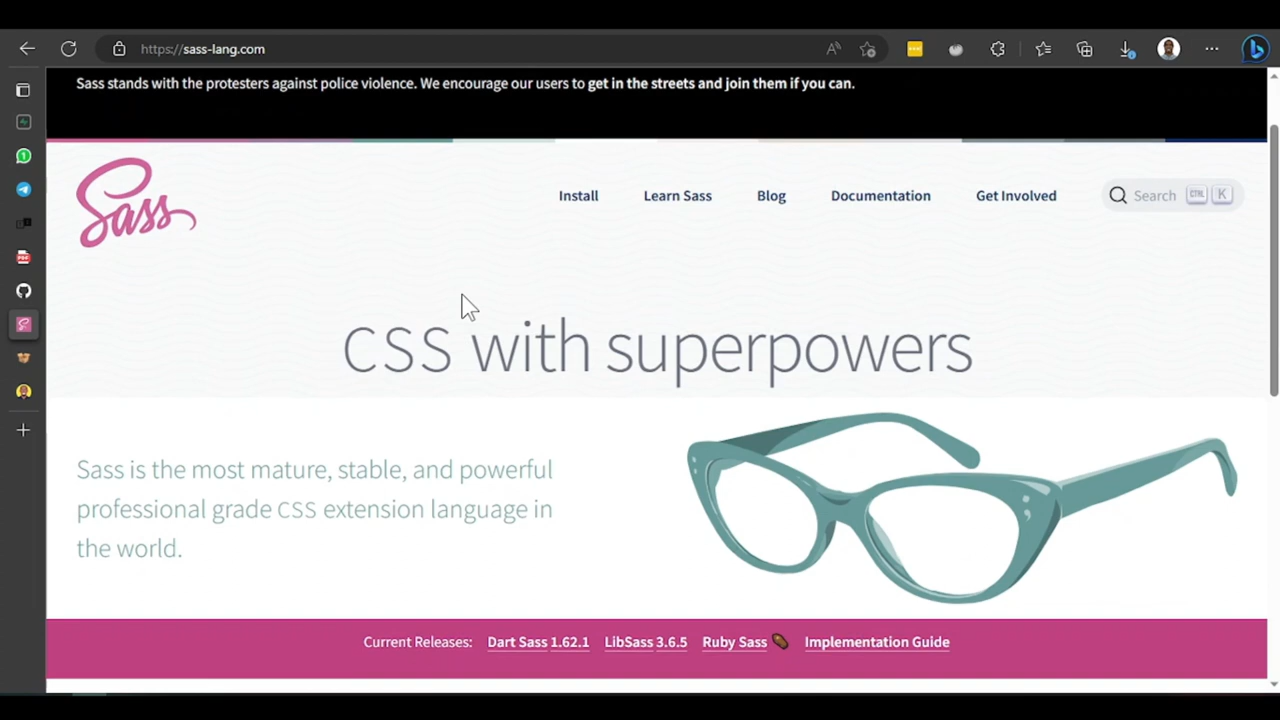 https://sass-lang.com
Sass stands with the protesters against police violence. We encourage our users to get in the streets and join them if you can.
Sass
Install Learn Sass Blog Documentation Get Involved Search CTRL K
CSS with superpowers
Sass is the most mature, stable, and powerful
professional grade CSS extension language in
the world.
Current Releases: Dart Sass 1.62.1 LibSass 3.6.5 Ruby Sass Implementation Guide